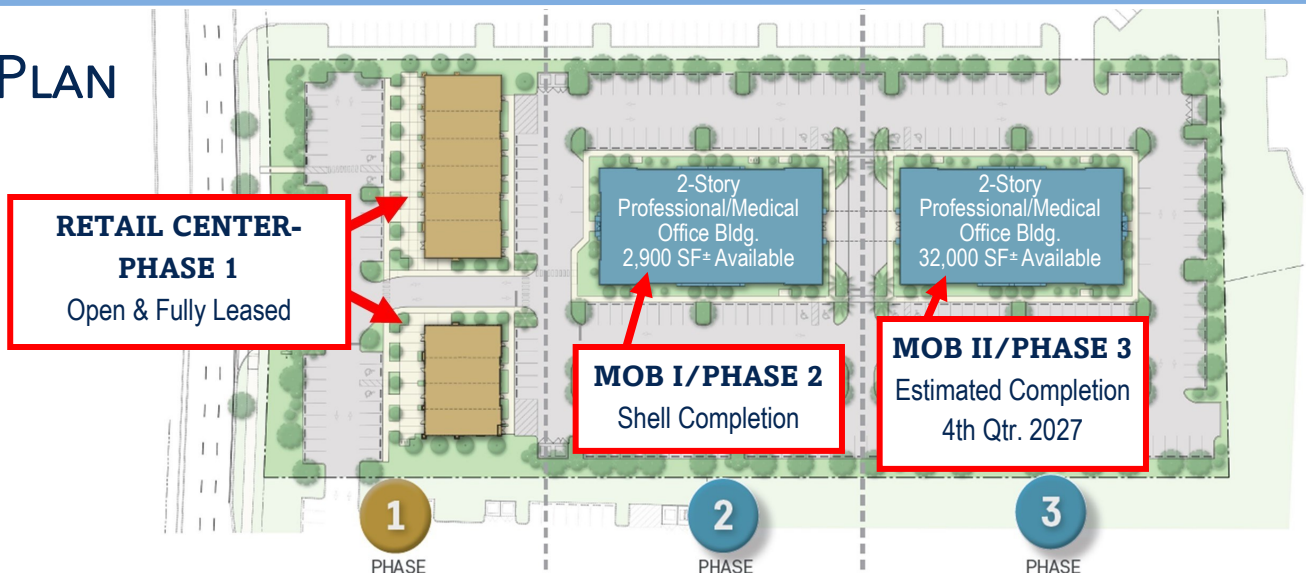 PLAN
RETAIL CENTER-
PHASE 1
Open & Fully Leased
2-Story
Professional/Medical
Office Bldg.
2,900 SF± Available
2-Story
Professional/Medical
Office Bldg.
32,000 SF± Available
MOB I/PHASE 2
Shell Completion
MOB II/PHASE 3
Estimated Completion
4th Qtr. 2027
1
PHASE
2
PHASE
3
PHASE